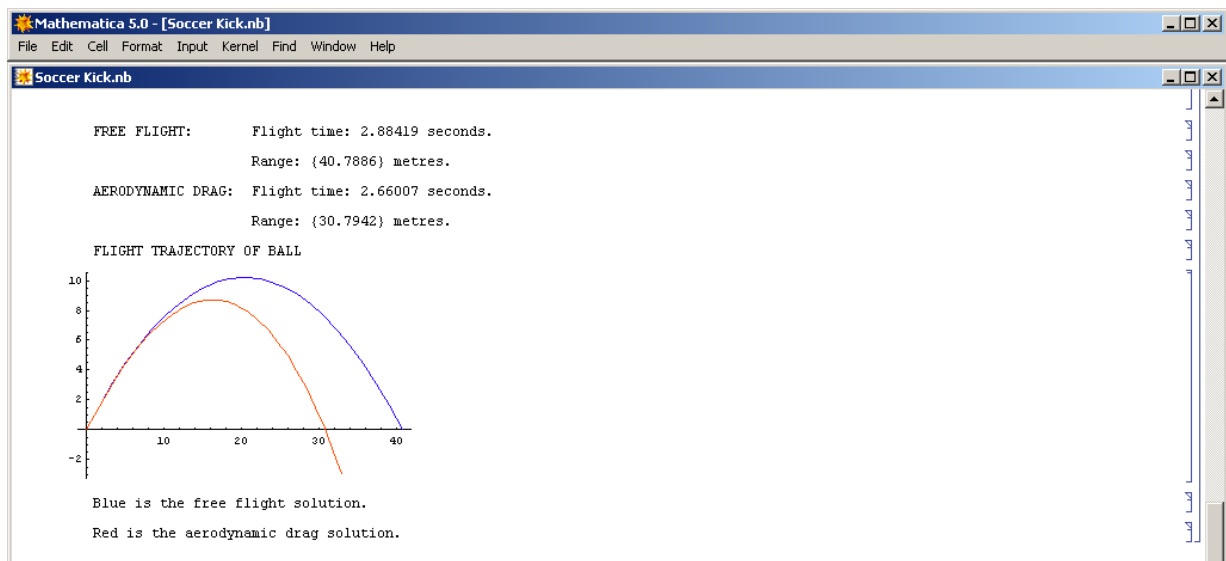 Mathematica 5.0 - [Soccer Kick.nb]
File Edit Cell Format Input Kernel Find Window Help
Soccer Kick.nb
FREE FLIGHT: Flight time: 2.88419 seconds.
Range: {40.7886} metres.
AERODYNAMIC DRAG: Flight time: 2.66007 seconds.
Range: {30.7942} metres.
FLIGHT TRAJECTORY OF BALL
10
8
6
4
2
10 20 30 40
-2
Blue is the free flight solution.
Red is the aerodynamic drag solution.